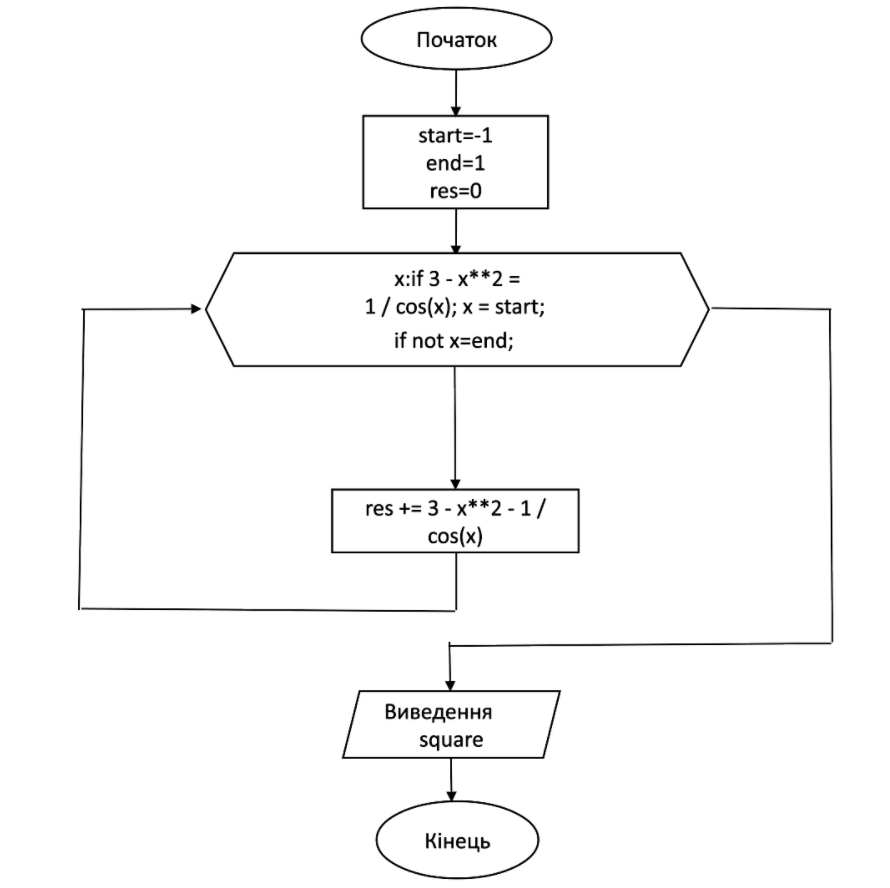 Початок
start=-1
end=1
res=0
x:if 3 - x**2 =
1 / cos(x); x = start;
if not x=end;
res += 3 - x**2 - 1 /
cos(x)
Виведення
square
Кінець